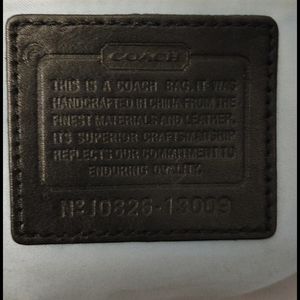 COACH
THIS IS A COACH BAG. IT WAS
HANDCRAFTED IN CHINA FROM THE
FINEST MATERIALS AND LEATHER.
ITS SUPERIOR CRAFTSMANSHIP
REFLECTS OUR COMMITMENT TO
ENDURING QUALITY.
Nº J0826-13009